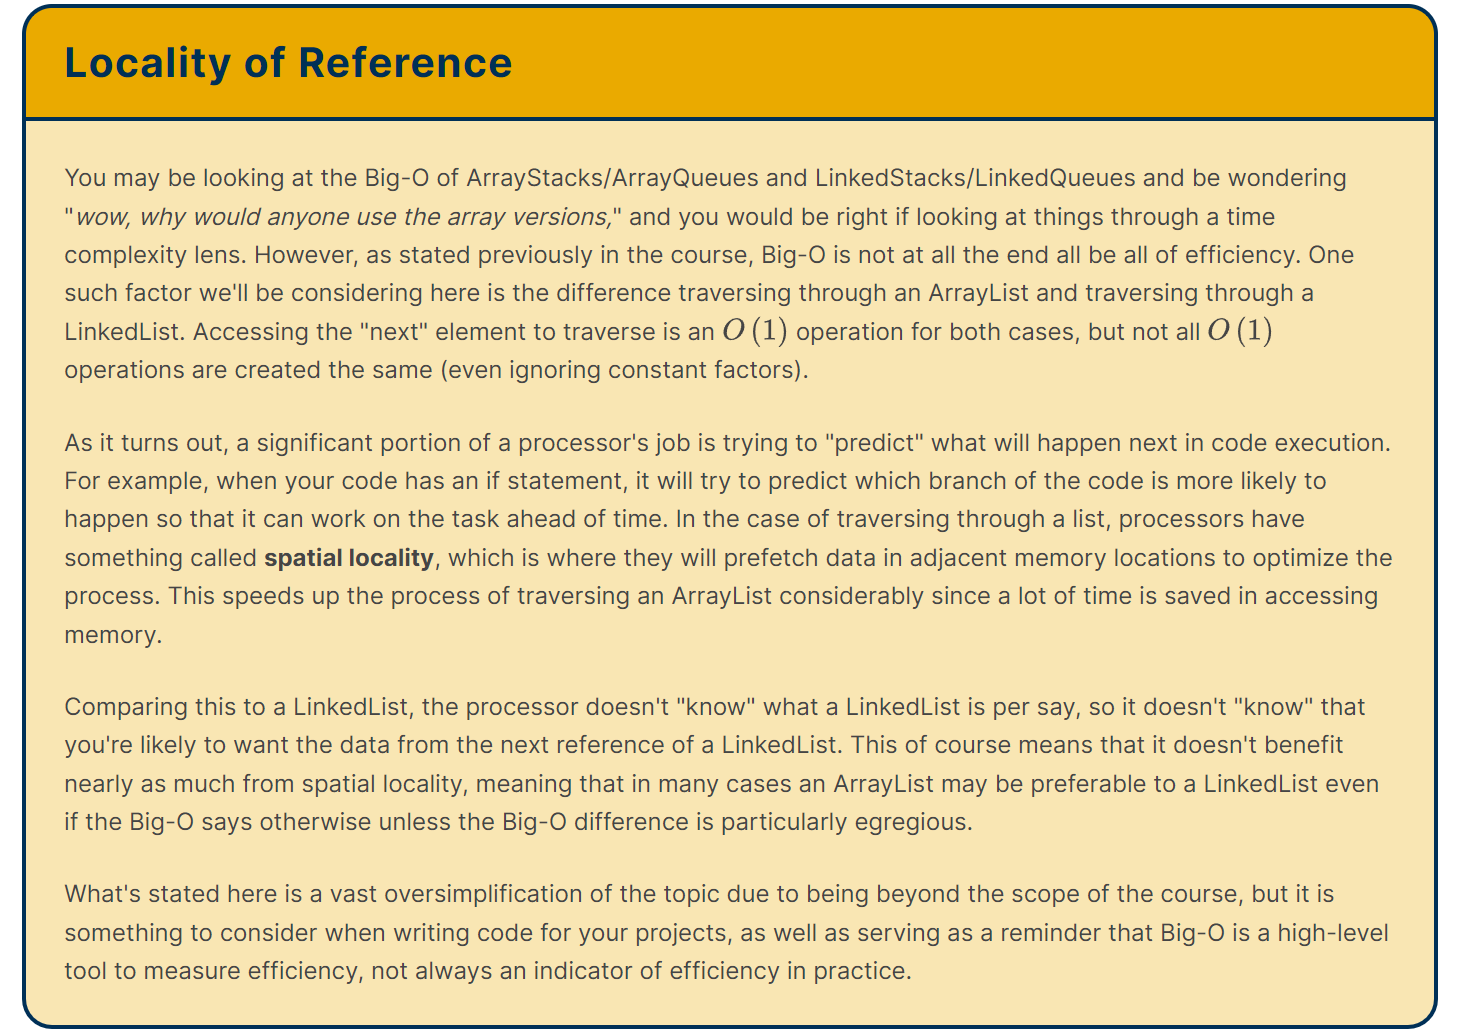 Locality of Reference
You may be looking at the Big-O of ArrayStacks/ArrayQueues and LinkedStacks/LinkedQueues and be wondering
"wow, why would anyone use the array versions," and you would be right if looking at things through a time
complexity lens. However, as stated previously in the course, Big-O is not at all the end all be all of efficiency. One
such factor we'll be considering here is the difference traversing through an ArrayList and traversing through a
LinkedList. Accessing the "next" element to traverse is an O (1) operation for both cases, but not all O (1)
operations are created the same (even ignoring constant factors).
As it turns out, a significant portion of a processor's job is trying to "predict" what will happen next in code execution.
For example, when your code has an if statement, it will try to predict which branch of the code is more likely to
happen so that it can work on the task ahead of time. In the case of traversing through a list, processors have
something called spatial locality, which is where they will prefetch data in adjacent memory locations to optimize the
process. This speeds up the process of traversing an ArrayList considerably since a lot of time is saved in accessing
memory.
Comparing this to a LinkedList, the processor doesn't "know" what a LinkedList is per say, so it doesn't "know" that
you're likely to want the data from the next reference of a LinkedList. This of course means that it doesn't benefit
nearly as much from spatial locality, meaning that in many cases an ArrayList may be preferable to a LinkedList even
if the Big-O says otherwise unless the Big-O difference is particularly egregious.
What's stated here is a vast oversimplification of the topic due to being beyond the scope of the course, but it is
something to consider when writing code for your projects, as well as serving as a reminder that Big-O is a high-level
tool to measure efficiency, not always an indicator of efficiency in practice.